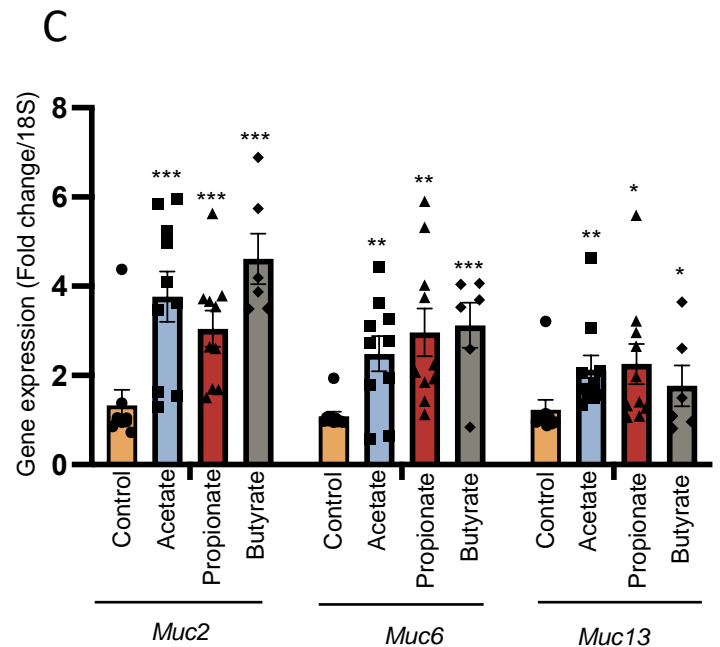 C
Gene expression (Fold change/18S)
8
6
4
2
0
***
***
***
**
**
***
**
*
*
Control
Acetate
Propionate
Butyrate
Control
Acetate
Propionate
Butyrate
Control
Acetate
Propionate
Butyrate
Muc2
Muc6
Muc13